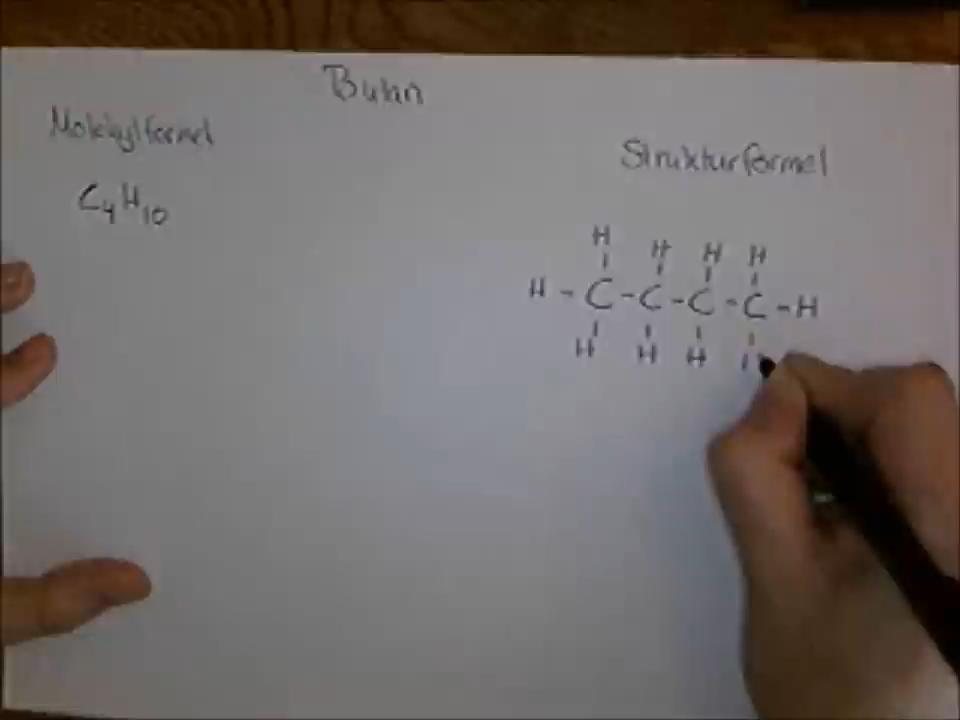 Butan
Molekylformel
C₄H₁₀
Strukturformel
H H H H
H - C - C - C - C - H
H H H